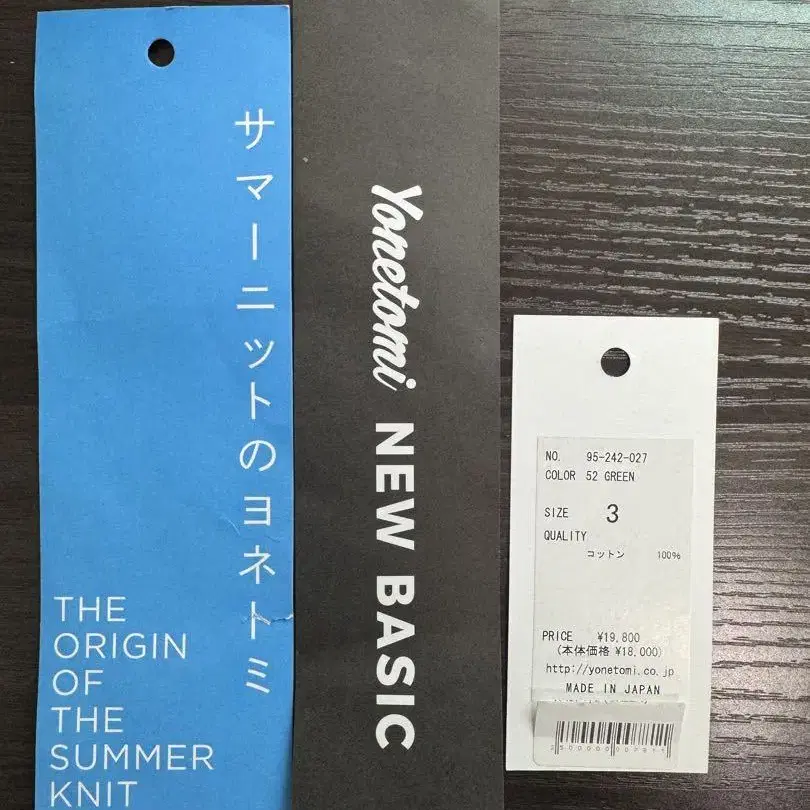 サマーニットのヨネトミ
THE
ORIGIN
OF
THE
SUMMER
KNIT
Yonetomi NEW BASIC
NO. 95-242-027
COLOR 52 GREEN
SIZE 3
QUALITY
コットン 100%
PRICE ¥19,800
(本体価格 ¥18,000)
http://yonetomi.co.jp
MADE IN JAPAN